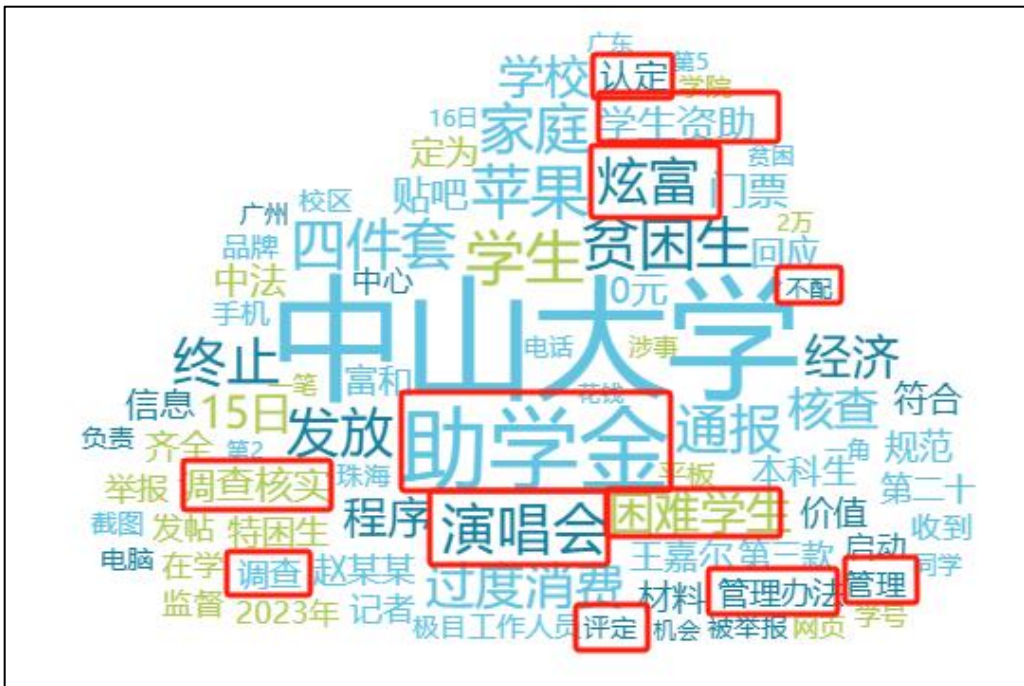 广东
学校 认定 第5
学院
16日 家庭 学生资助
定为 贫困
贴吧 苹果 炫富 门票
广州 校区 2万
品牌 四件套 学生 贫困生 回应
中法 中心 0元 不配
手机 中山大学
终止 电话 涉事 经济
一笔 富和 花钱
信息 15日 发放 助学金 通报 核查 符合
负责 齐全 第2 一角 规范
举报 调查核实 珠海 平板 本科生 第二十
截图 发帖 特困生 程序 演唱会 困难学生 价值 收到
电脑 在学 调查 赵某某 王嘉尔 第三款 启动 同学
监督 2023年 记者 过度消费 材料 管理办法 管理
极目 工作人员 评定 机会 被举报 网页 学号